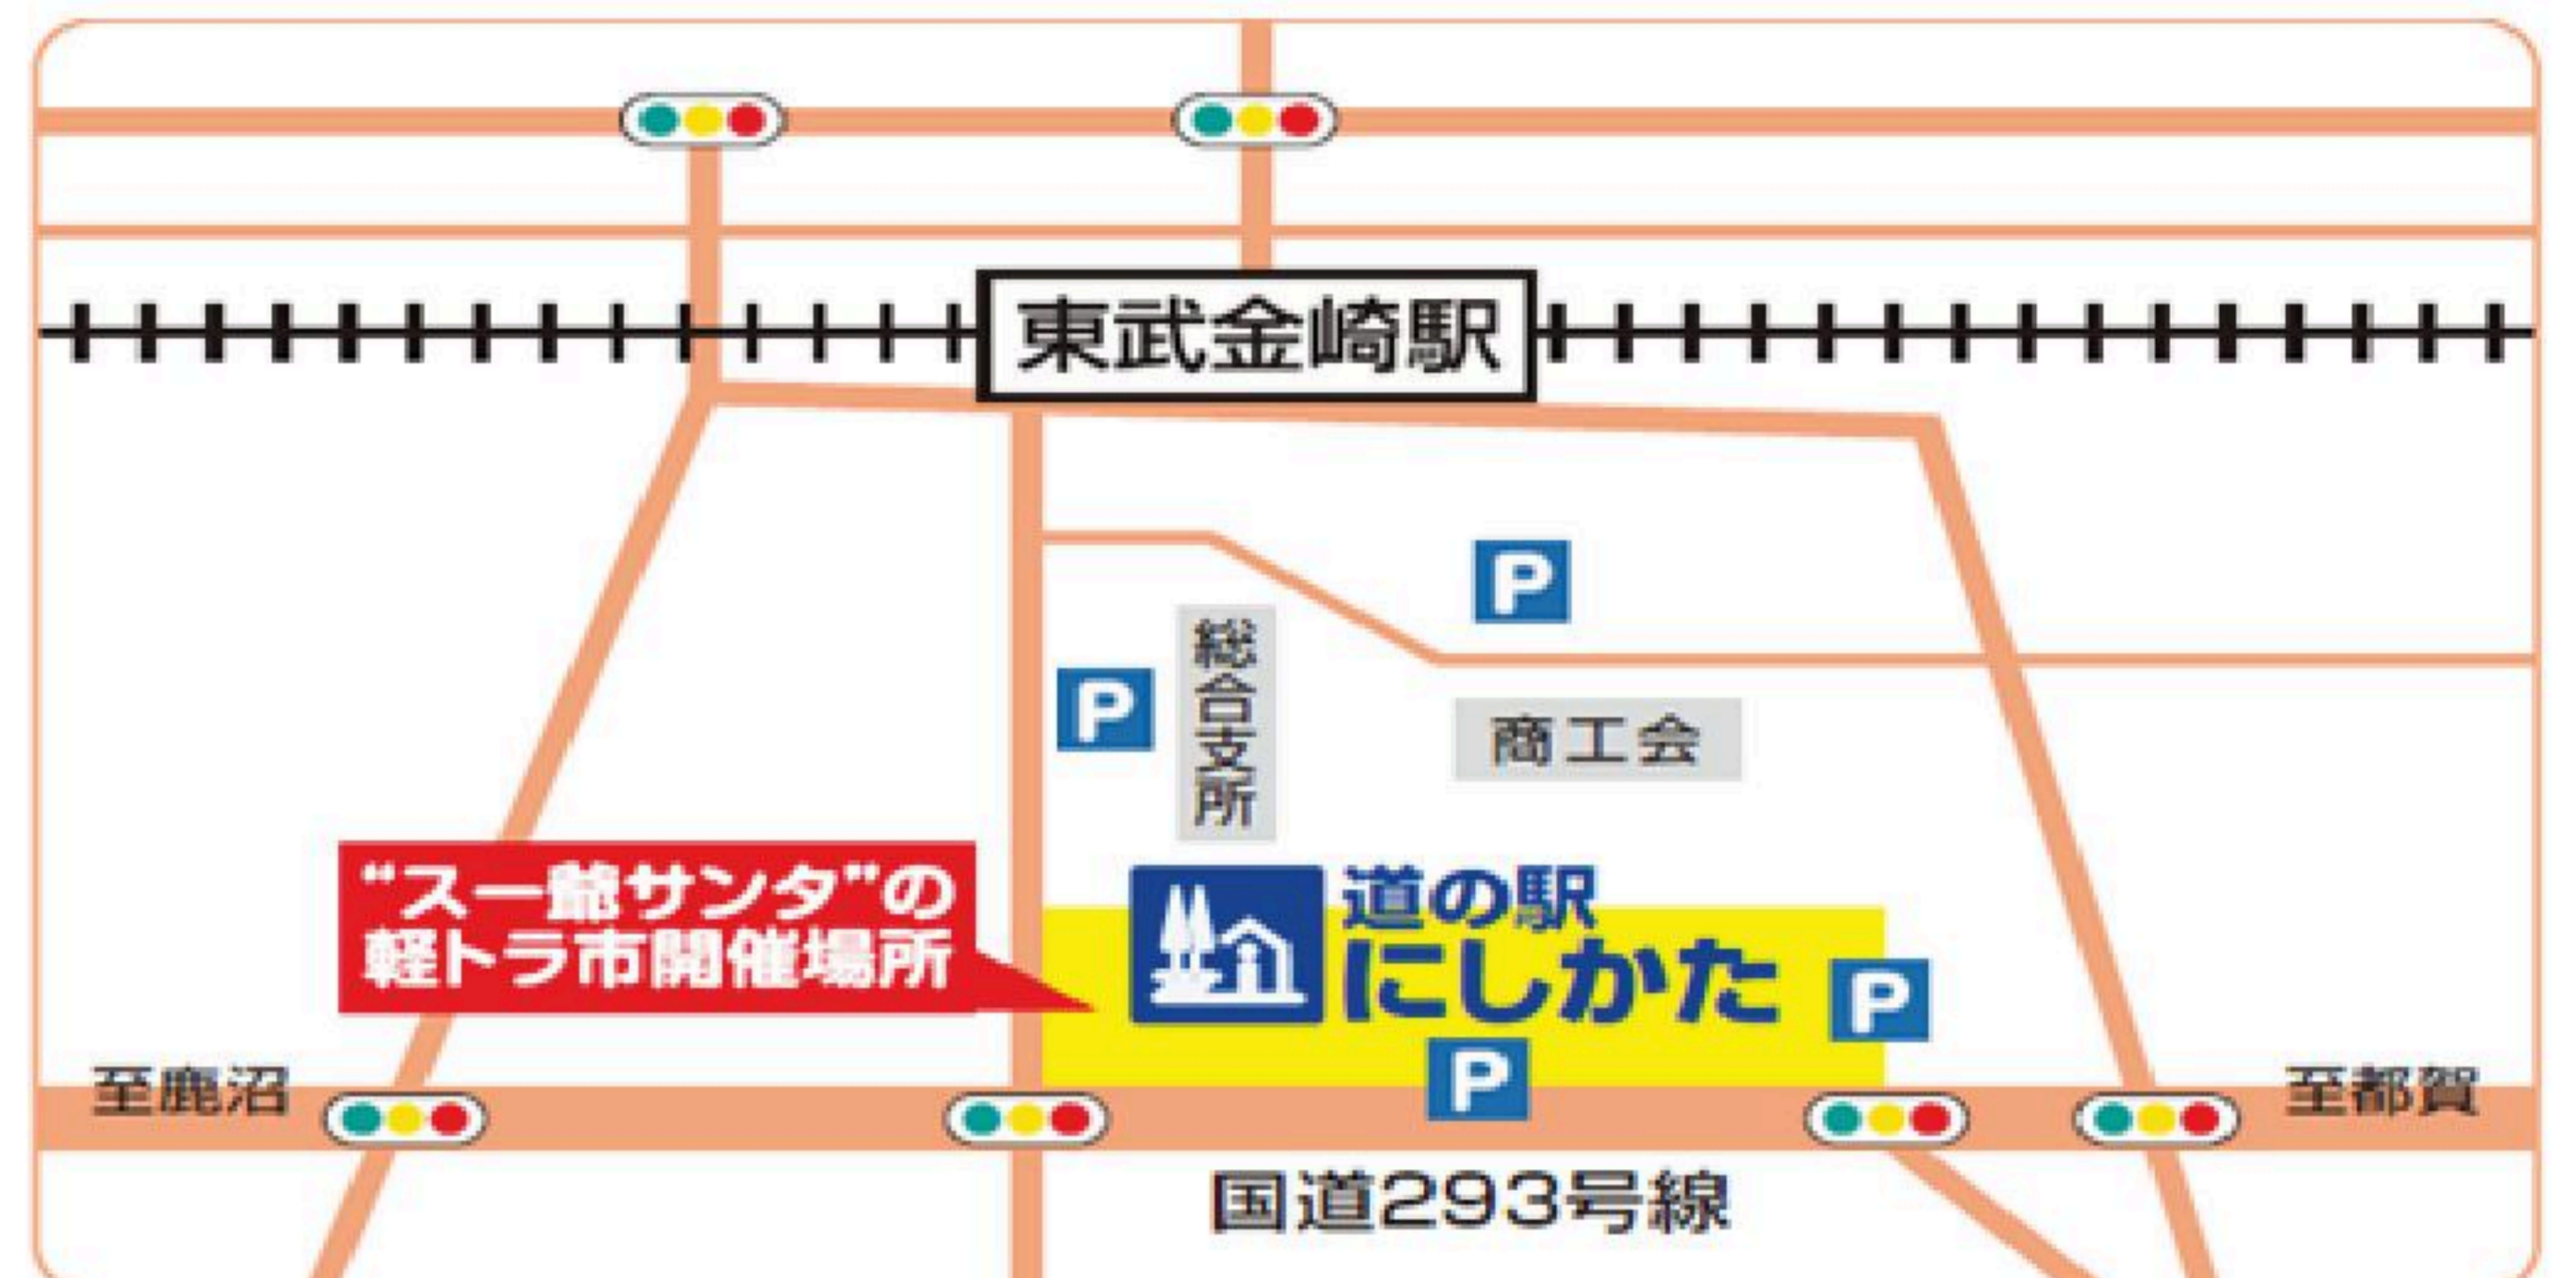 東武金崎駅
P
総合支所
P
商工会
"スー爺サンタ"の
軽トラ市開催場所
道の駅
にしかた
P
P
至鹿沼
至都賀
国道293号線